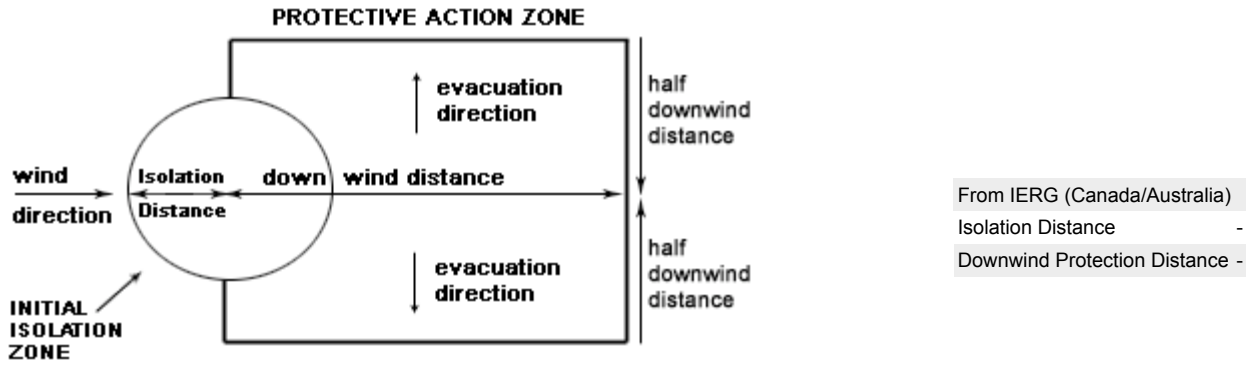 PROTECTIVE ACTION ZONE
evacuation
direction
half
downwind
distance
wind
direction
Isolation
Distance
down wind distance
evacuation
direction
half
downwind
distance
INITIAL
ISOLATION
ZONE
From IERG (Canada/Australia)
Isolation Distance -
Downwind Protection Distance -